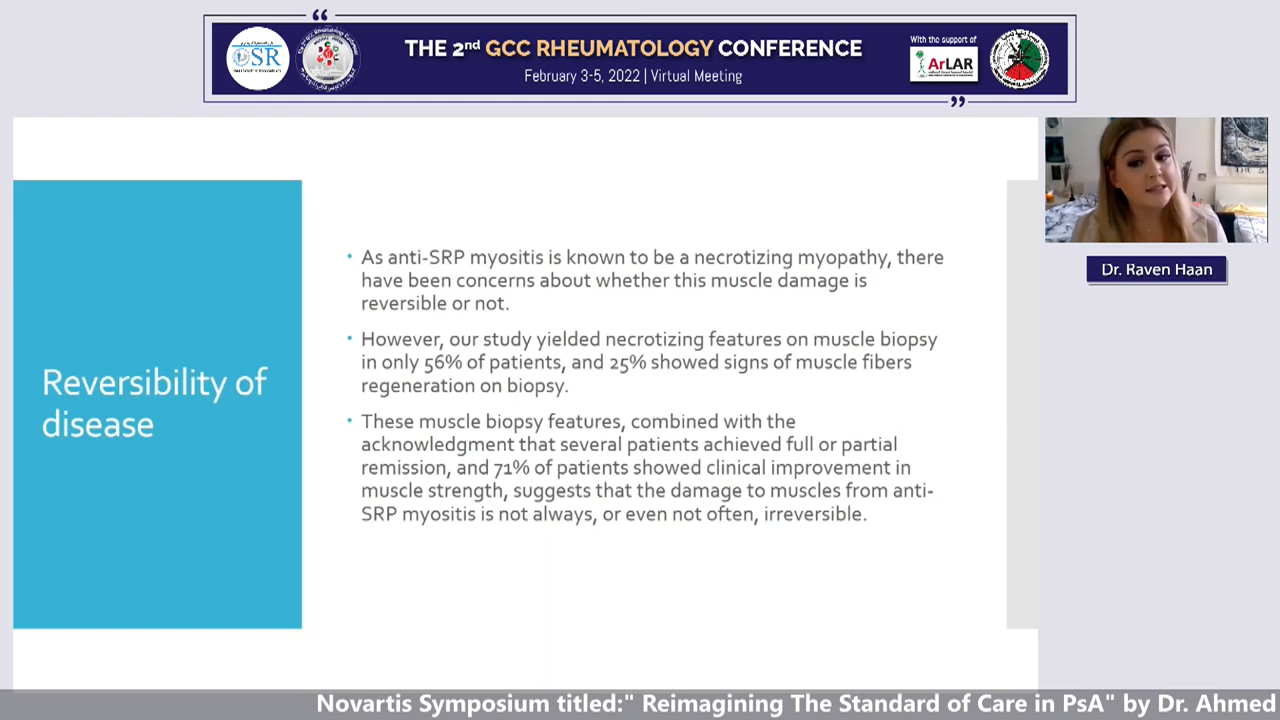 “
THE 2nd GCC RHEUMATOLOGY CONFERENCE
February 3-5, 2022 | Virtual Meeting
With the support of
OSR
ArLAR
”
Dr. Raven Haan
Reversibility of
disease
• As anti-SRP myositis is known to be a necrotizing myopathy, there
have been concerns about whether this muscle damage is
reversible or not.
• However, our study yielded necrotizing features on muscle biopsy
in only 56% of patients, and 25% showed signs of muscle fibers
regeneration on biopsy.
• These muscle biopsy features, combined with the
acknowledgment that several patients achieved full or partial
remission, and 71% of patients showed clinical improvement in
muscle strength, suggests that the damage to muscles from anti-
SRP myositis is not always, or even not often, irreversible.
Novartis Symposium titled:" Reimagining The Standard of Care in PsA" by Dr. Ahmed